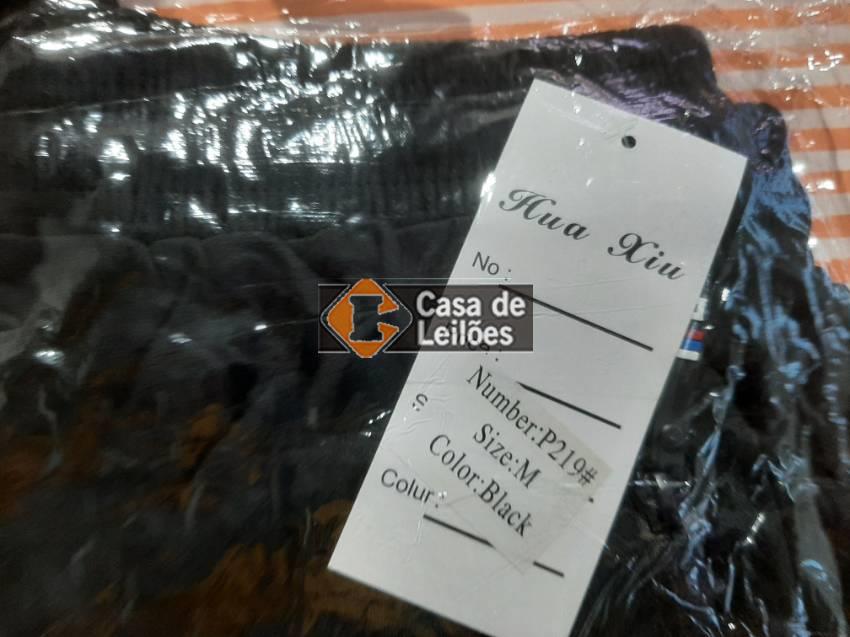 Hua Xiu
No :
Casa de
Leilões
Number:P219#
Size:M
Color:Black
Colur :